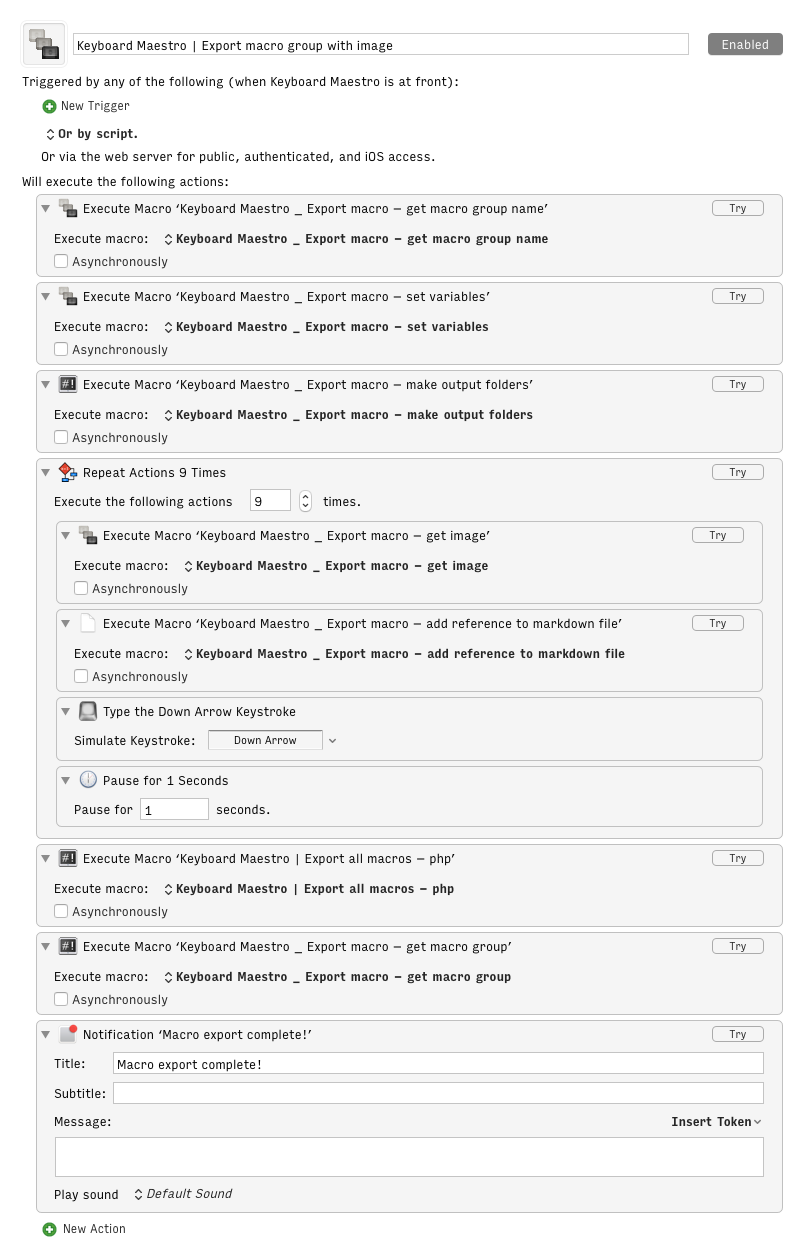 Keyboard Maestro | Export macro group with image
Enabled
Triggered by any of the following (when Keyboard Maestro is at front):
New Trigger
Or by script.
Or via the web server for public, authenticated, and iOS access.
Will execute the following actions:
Execute Macro ‘Keyboard Maestro _ Export macro – get macro group name’
Try
Execute macro: Keyboard Maestro _ Export macro – get macro group name
Asynchronously
Execute Macro ‘Keyboard Maestro _ Export macro – set variables’
Try
Execute macro: Keyboard Maestro _ Export macro – set variables
Asynchronously
#! Execute Macro ‘Keyboard Maestro _ Export macro – make output folders’
Try
Execute macro: Keyboard Maestro _ Export macro – make output folders
Asynchronously
Repeat Actions 9 Times
Try
Execute the following actions 9 times.
Execute Macro ‘Keyboard Maestro _ Export macro – get image’
Try
Execute macro: Keyboard Maestro _ Export macro – get image
Asynchronously
Execute Macro ‘Keyboard Maestro _ Export macro – add reference to markdown file’
Try
Execute macro: Keyboard Maestro _ Export macro – add reference to markdown file
Asynchronously
Type the Down Arrow Keystroke
Simulate Keystroke: Down Arrow
Pause for 1 Seconds
Pause for 1 seconds.
#! Execute Macro ‘Keyboard Maestro | Export all macros – php’
Try
Execute macro: Keyboard Maestro | Export all macros – php
Asynchronously
#! Execute Macro ‘Keyboard Maestro _ Export macro – get macro group’
Try
Execute macro: Keyboard Maestro _ Export macro – get macro group
Asynchronously
Notification ‘Macro export complete!’
Try
Title: Macro export complete!
Subtitle:
Message:
Insert Token
Play sound Default Sound
New Action